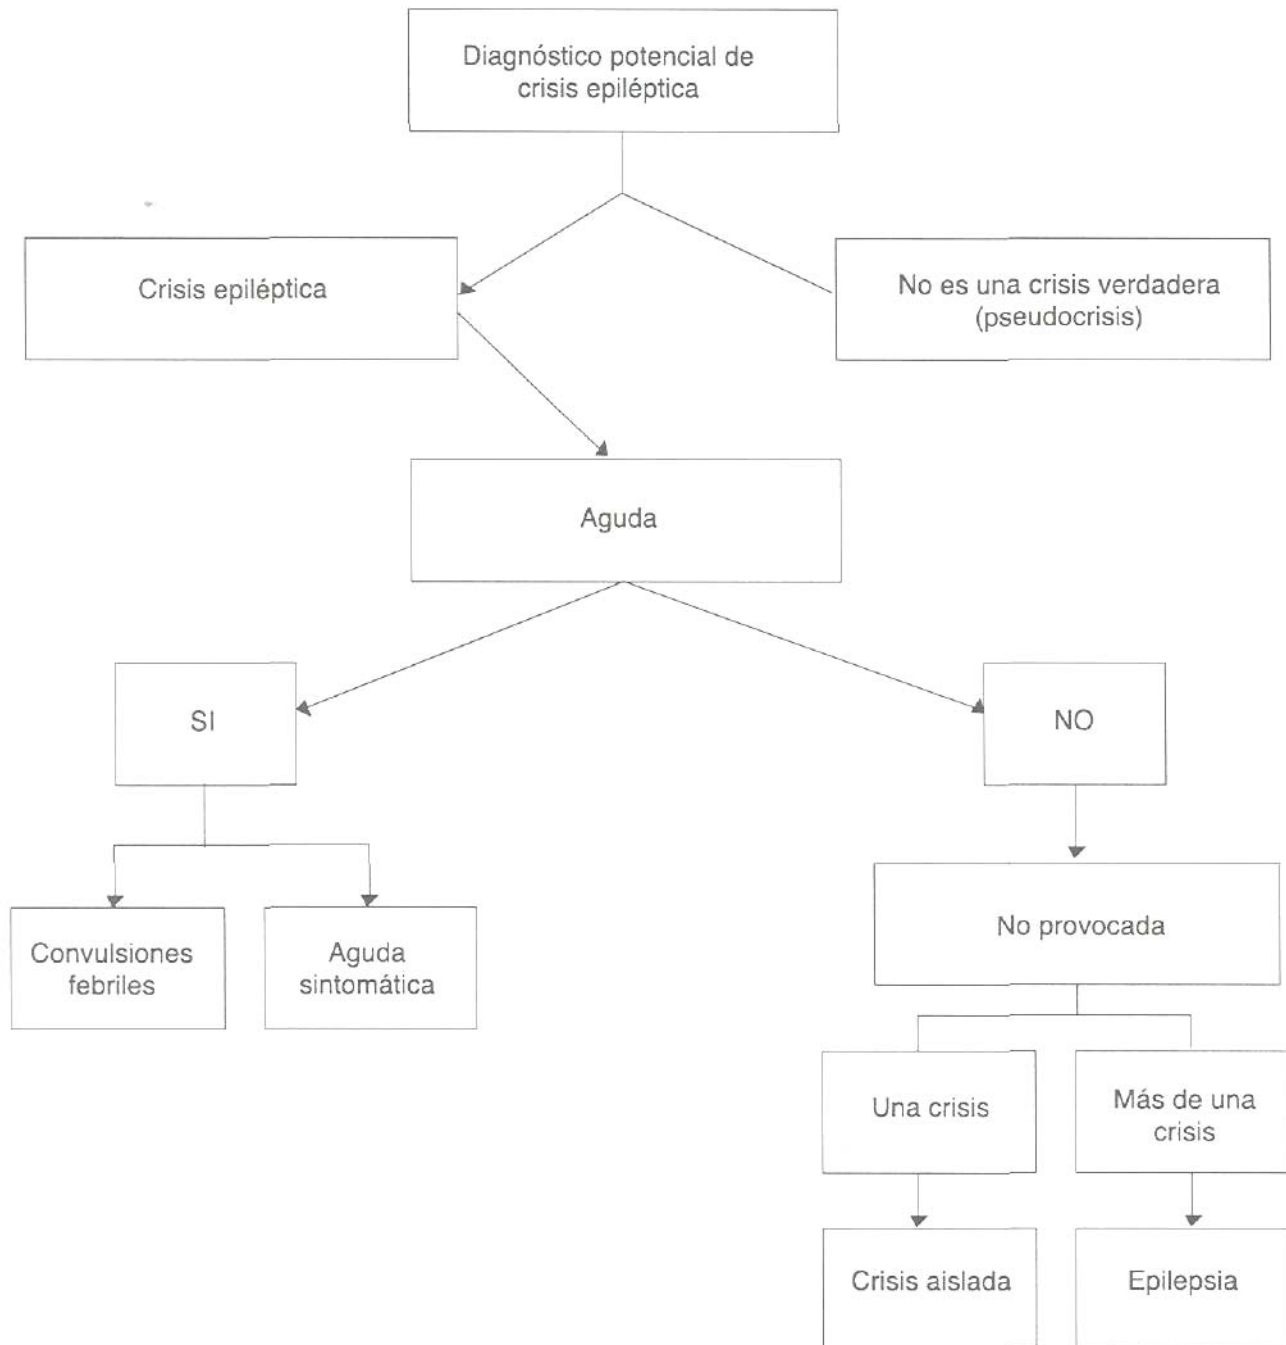 Diagnóstico potencial de
crisis epiléptica
Crisis epiléptica
No es una crisis verdadera
(pseudocrisis)
Aguda
SI
NO
Convulsiones
febriles
Aguda
sintomática
No provocada
Una crisis
Más de una
crisis
Crisis aislada
Epilepsia